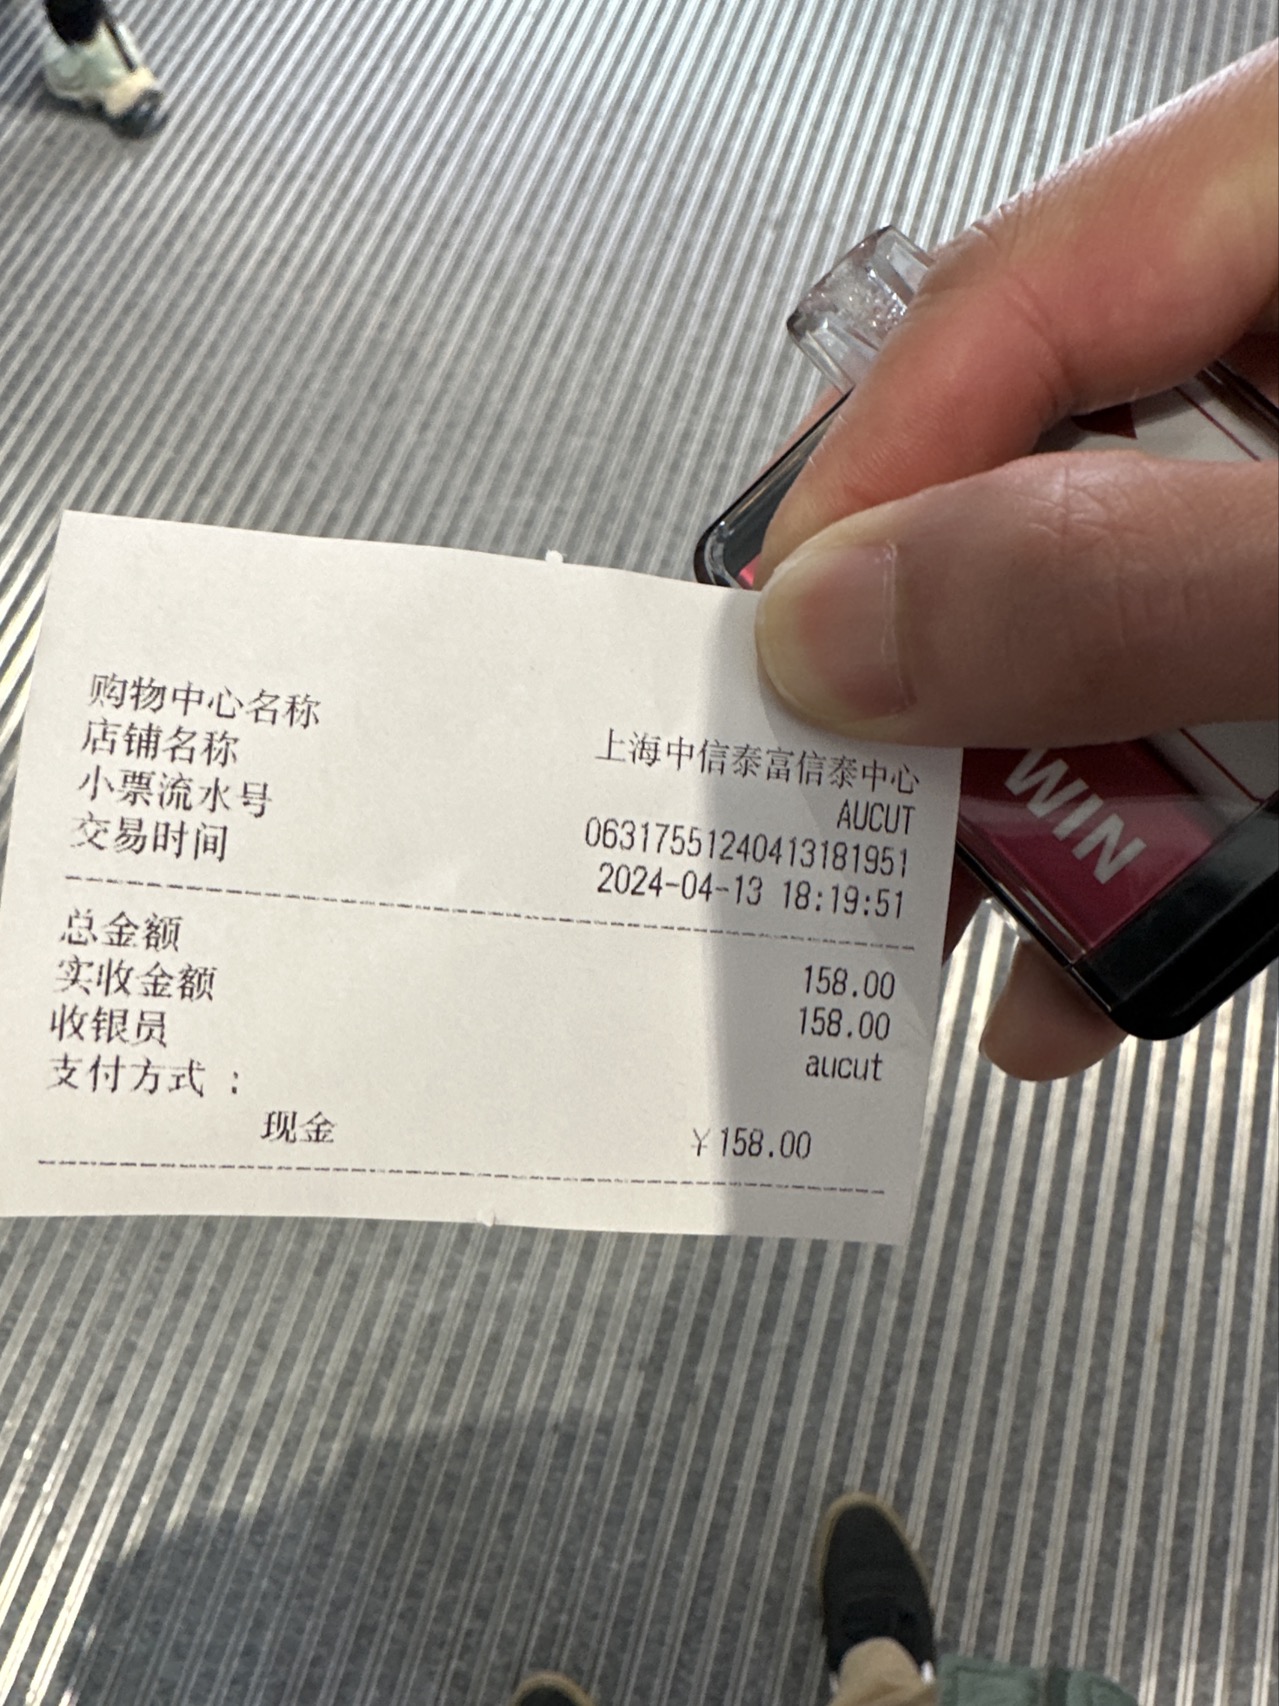 购物中心名称
上海中信泰富信泰中心
店铺名称
AUCUT
小票流水号
06317551240413181951
交易时间
2024-04-13 18:19:51
总金额
158.00
实收金额
158.00
收银员
aucut
支付方式 :
现金
¥158.00
WIN